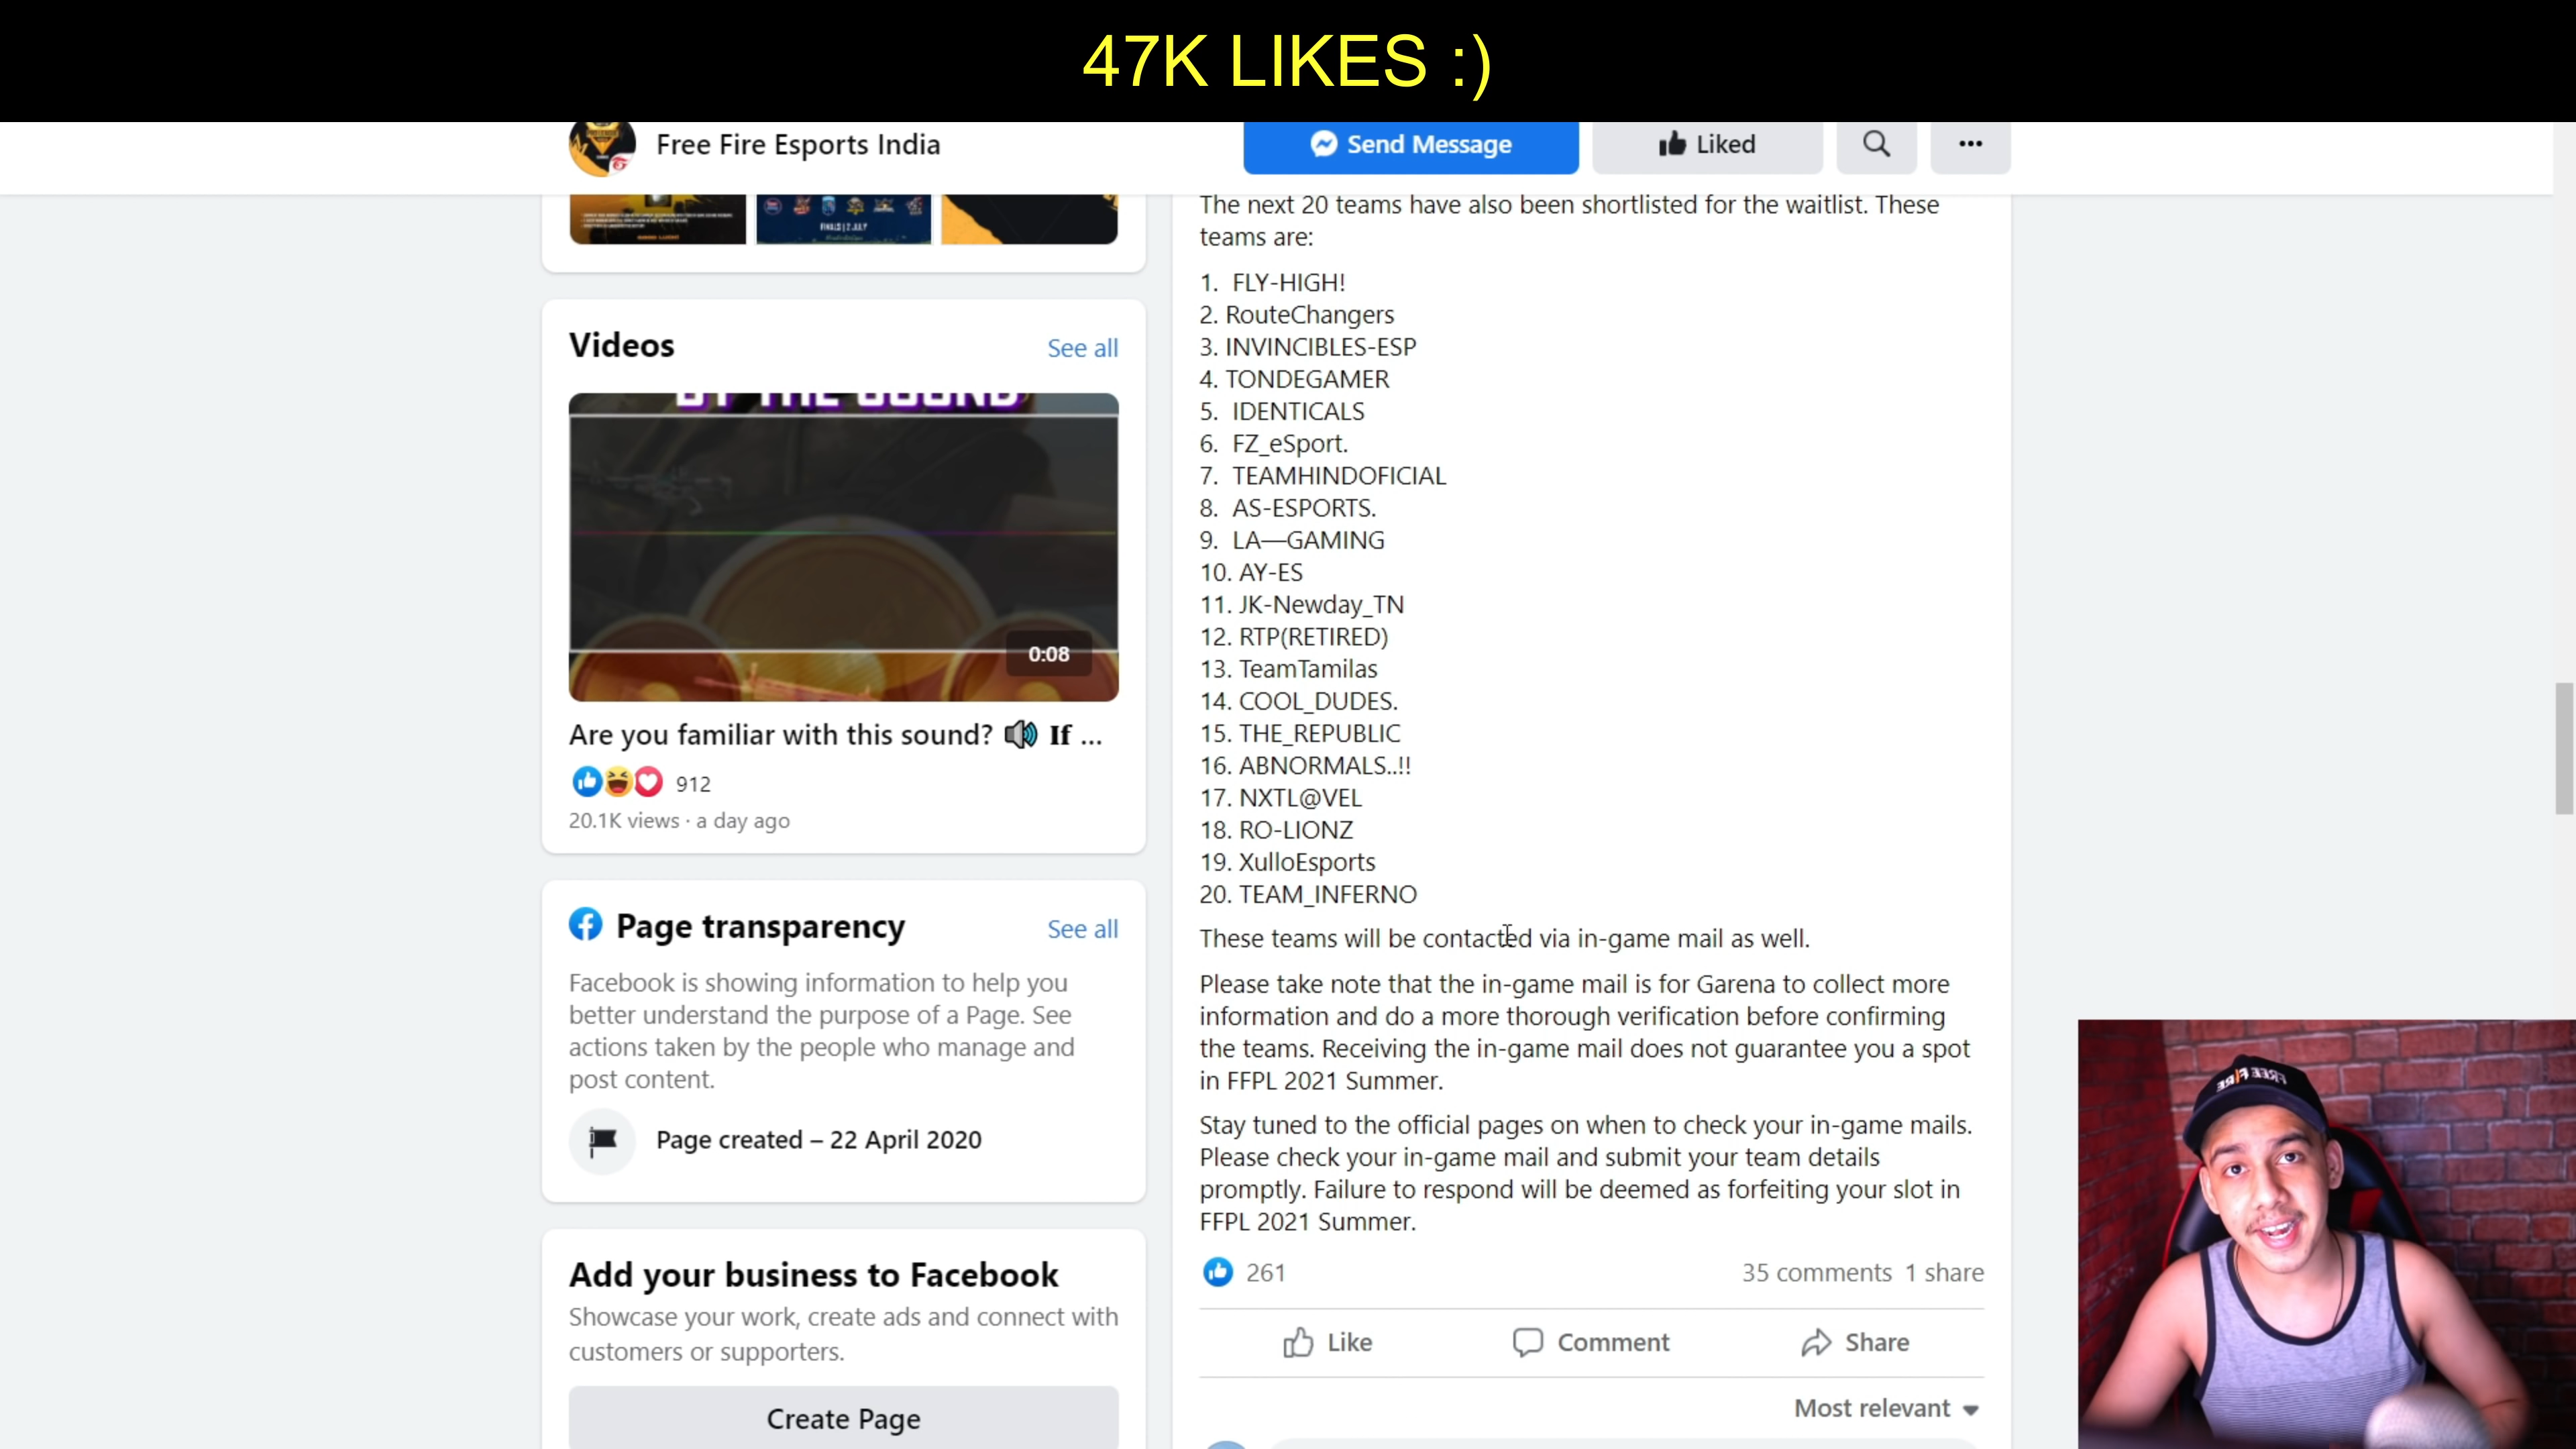 47K LIKES :)
Free Fire Esports India
Send Message
Liked
FINALS | 2 JULY
Videos
See all
BY THE SOUND
0:08
Are you familiar with this sound? 🔊 If ...
912
20.1K views · a day ago
Page transparency
See all
Facebook is showing information to help you
better understand the purpose of a Page. See
actions taken by the people who manage and
post content.
Page created – 22 April 2020
Add your business to Facebook
Showcase your work, create ads and connect with
customers or supporters.
Create Page
The next 20 teams have also been shortlisted for the waitlist. These
teams are:
1. FLY-HIGH!
2. RouteChangers
3. INVINCIBLES-ESP
4. TONDEGAMER
5. IDENTICALS
6. FZ_eSport.
7. TEAMHINDOFICIAL
8. AS-ESPORTS.
9. LA—GAMING
10. AY-ES
11. JK-Newday_TN
12. RTP(RETIRED)
13. TeamTamilas
14. COOL_DUDES.
15. THE_REPUBLIC
16. ABNORMALS..!!
17. NXTL@VEL
18. RO-LIONZ
19. XulloEsports
20. TEAM_INFERNO
These teams will be contacted via in-game mail as well.
Please take note that the in-game mail is for Garena to collect more
information and do a more thorough verification before confirming
the teams. Receiving the in-game mail does not guarantee you a spot
in FFPL 2021 Summer.
Stay tuned to the official pages on when to check your in-game mails.
Please check your in-game mail and submit your team details
promptly. Failure to respond will be deemed as forfeiting your slot in
FFPL 2021 Summer.
261
35 comments 1 share
Like
Comment
Share
Most relevant
FREE FIRE